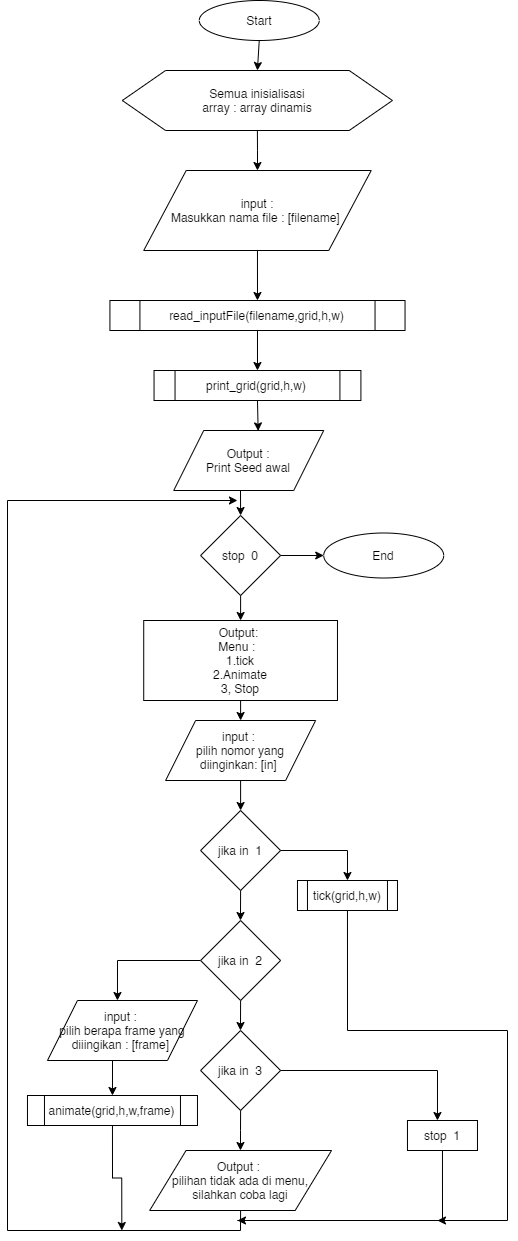 Start
Semua inisialisasi
array : array dinamis
input :
Masukkan nama file : [filename]
read_inputFile(filename,grid,h,w)
print_grid(grid,h,w)
Output :
Print Seed awal
stop 0
End
Output:
Menu :
1.tick
2.Animate
3, Stop
input :
pilih nomor yang
diinginkan: [in]
jika in 1
tick(grid,h,w)
jika in 2
input :
pilih berapa frame yang
diiingikan : [frame]
jika in 3
animate(grid,h,w,frame)
stop 1
Output :
pilihan tidak ada di menu,
silahkan coba lagi